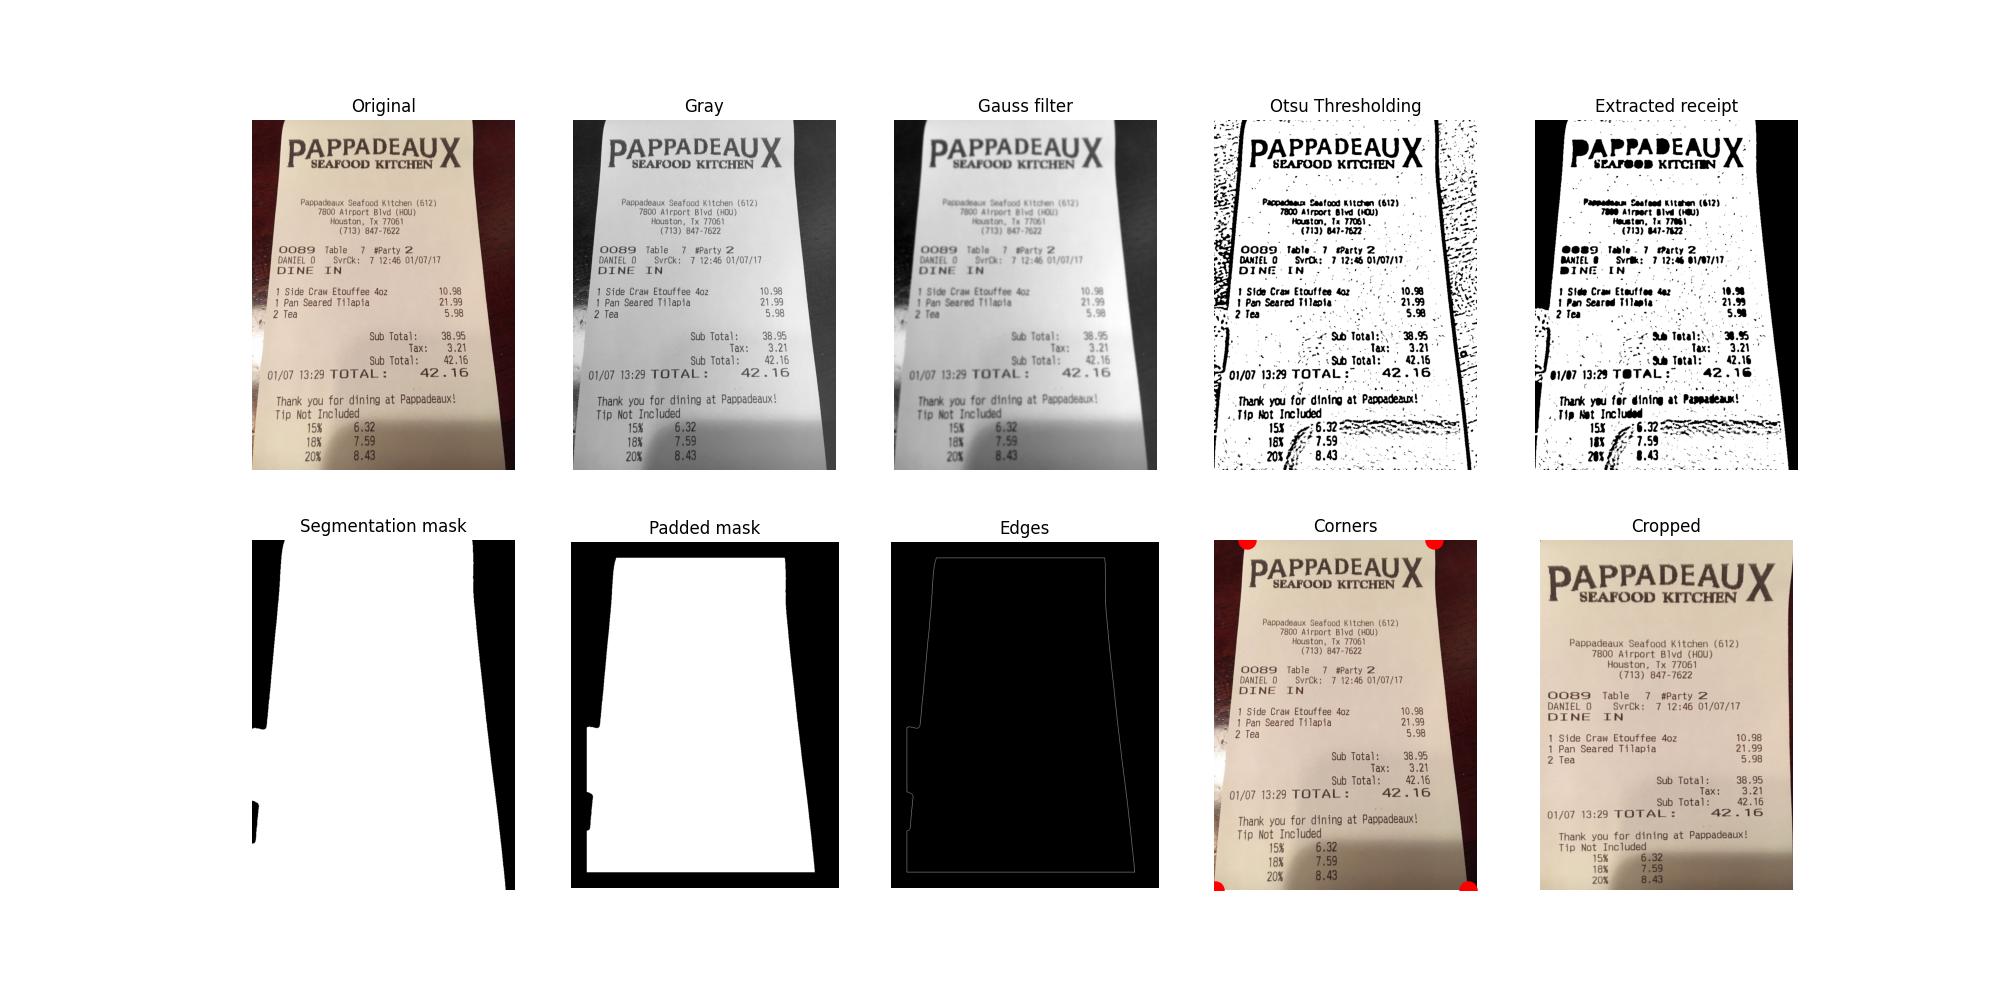 Original
PAPPADEAUX
SEAFOOD KITCHEN
Pappadeaux Seafood Kitchen (612)
7800 Airport Blvd (HOU)
Houston, Tx 77061
(713) 847-7622
0089 Table 7 #Party 2
DANIEL O SvrCk: 7 12:46 01/07/17
DINE IN
1 Side Craw Etouffee 4oz 10.98
1 Pan Seared Tilapia 21.99
2 Tea 5.98
Sub Total: 38.95
Tax: 3.21
Sub Total: 42.16
01/07 13:29 TOTAL: 42.16
Thank you for dining at Pappadeaux!
Tip Not Included
15% 6.32
18% 7.59
20% 8.43
Gray
PAPPADEAUX
SEAFOOD KITCHEN
Pappadeaux Seafood Kitchen (612)
7800 Airport Blvd (HOU)
Houston, Tx 77061
(713) 847-7622
0089 Table 7 #Party 2
DANIEL O SvrCk: 7 12:46 01/07/17
DINE IN
1 Side Craw Etouffee 4oz 10.98
1 Pan Seared Tilapia 21.99
2 Tea 5.98
Sub Total: 38.95
Tax: 3.21
Sub Total: 42.16
01/07 13:29 TOTAL: 42.16
Thank you for dining at Pappadeaux!
Tip Not Included
15% 6.32
18% 7.59
20% 8.43
Gauss filter
PAPPADEAUX
SEAFOOD KITCHEN
Pappadeaux Seafood Kitchen (612)
7800 Airport Blvd (HOU)
Houston, Tx 77061
(713) 847-7622
0089 Table 7 #Party 2
DANIEL O SvrCk: 7 12:46 01/07/17
DINE IN
1 Side Craw Etouffee 4oz 10.98
1 Pan Seared Tilapia 21.99
2 Tea 5.98
Sub Total: 38.95
Tax: 3.21
Sub Total: 42.16
01/07 13:29 TOTAL: 42.16
Thank you for dining at Pappadeaux!
Tip Not Included
15% 6.32
18% 7.59
20% 8.43
Otsu Thresholding
PAPPADEAUX
SEAFOOD KITCHEN
Pappadeaux Seafood Kitchen (612)
7800 Airport Blvd (HOU)
Houston, Tx 77061
(713) 847-7622
0089 Table 7 #Party 2
DANIEL O SvrCk: 7 12:46 01/07/17
DINE IN
1 Side Craw Etouffee 4oz 10.98
1 Pan Seared Tilapia 21.99
2 Tea 5.98
Sub Total: 38.95
Tax: 3.21
Sub Total: 42.16
01/07 13:29 TOTAL: 42.16
Thank you for dining at Pappadeaux!
Tip Not Included
15% 6.32
18% 7.59
20% 8.43
Extracted receipt
PAPPADEAUX
SEAFOOD KITCHEN
Pappadeaux Seafood Kitchen (612)
7800 Airport Blvd (HOU)
Houston, Tx 77061
(713) 847-7622
0089 Table 7 #Party 2
DANIEL O SvrCk: 7 12:46 01/07/17
DINE IN
1 Side Craw Etouffee 4oz 10.98
1 Pan Seared Tilapia 21.99
2 Tea 5.98
Sub Total: 38.95
Tax: 3.21
Sub Total: 42.16
01/07 13:29 TOTAL: 42.16
Thank you for dining at Pappadeaux!
Tip Not Included
15% 6.32
18% 7.59
20% 8.43
Segmentation mask
Padded mask
Edges
Corners
PAPPADEAUX
SEAFOOD KITCHEN
Pappadeaux Seafood Kitchen (612)
7800 Airport Blvd (HOU)
Houston, Tx 77061
(713) 847-7622
0089 Table 7 #Party 2
DANIEL O SvrCk: 7 12:46 01/07/17
DINE IN
1 Side Craw Etouffee 4oz 10.98
1 Pan Seared Tilapia 21.99
2 Tea 5.98
Sub Total: 38.95
Tax: 3.21
Sub Total: 42.16
01/07 13:29 TOTAL: 42.16
Thank you for dining at Pappadeaux!
Tip Not Included
15% 6.32
18% 7.59
20% 8.43
Cropped
PAPPADEAUX
SEAFOOD KITCHEN
Pappadeaux Seafood Kitchen (612)
7800 Airport Blvd (HOU)
Houston, Tx 77061
(713) 847-7622
0089 Table 7 #Party 2
DANIEL O SvrCk: 7 12:46 01/07/17
DINE IN
1 Side Craw Etouffee 4oz 10.98
1 Pan Seared Tilapia 21.99
2 Tea 5.98
Sub Total: 38.95
Tax: 3.21
Sub Total: 42.16
01/07 13:29 TOTAL: 42.16
Thank you for dining at Pappadeaux!
Tip Not Included
15% 6.32
18% 7.59
20% 8.43